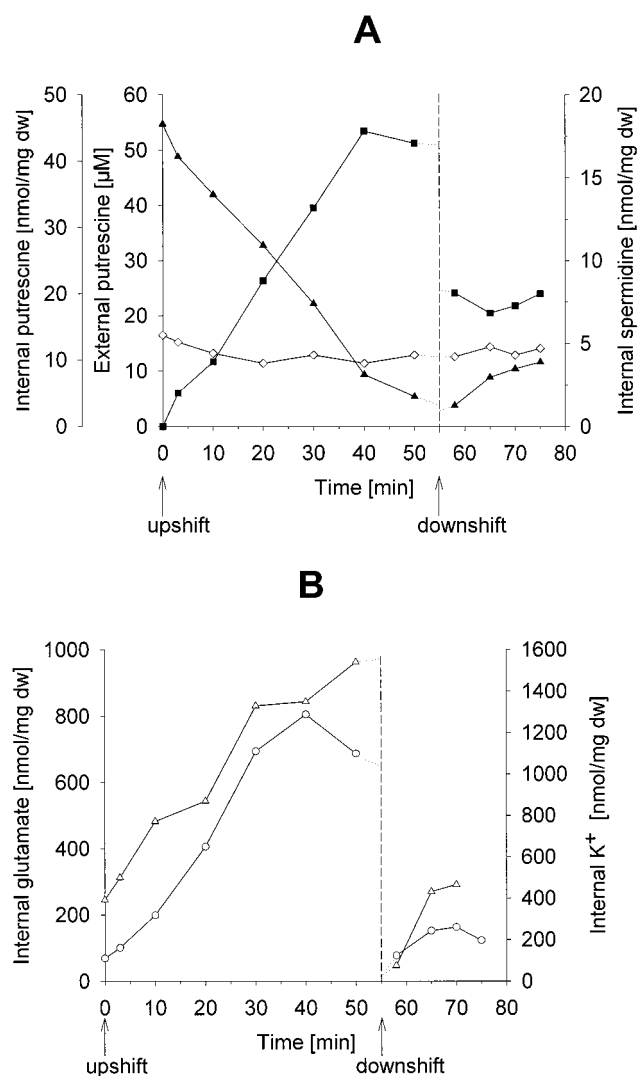 A
Internal putrescine [nmol/mg dw]
50
40
30
20
10
0
External putrescine [µM]
60
50
40
30
20
10
0
20
15
10
5
0
Internal spermidine [nmol/mg dw]
0 10 20 30 40 50 60 70 80
Time [min]
upshift
downshift
B
Internal glutamate [nmol/mg dw]
1000
800
600
400
200
0
1600
1400
1200
1000
800
600
400
200
0
Internal K⁺ [nmol/mg dw]
0 10 20 30 40 50 60 70 80
Time [min]
upshift
downshift